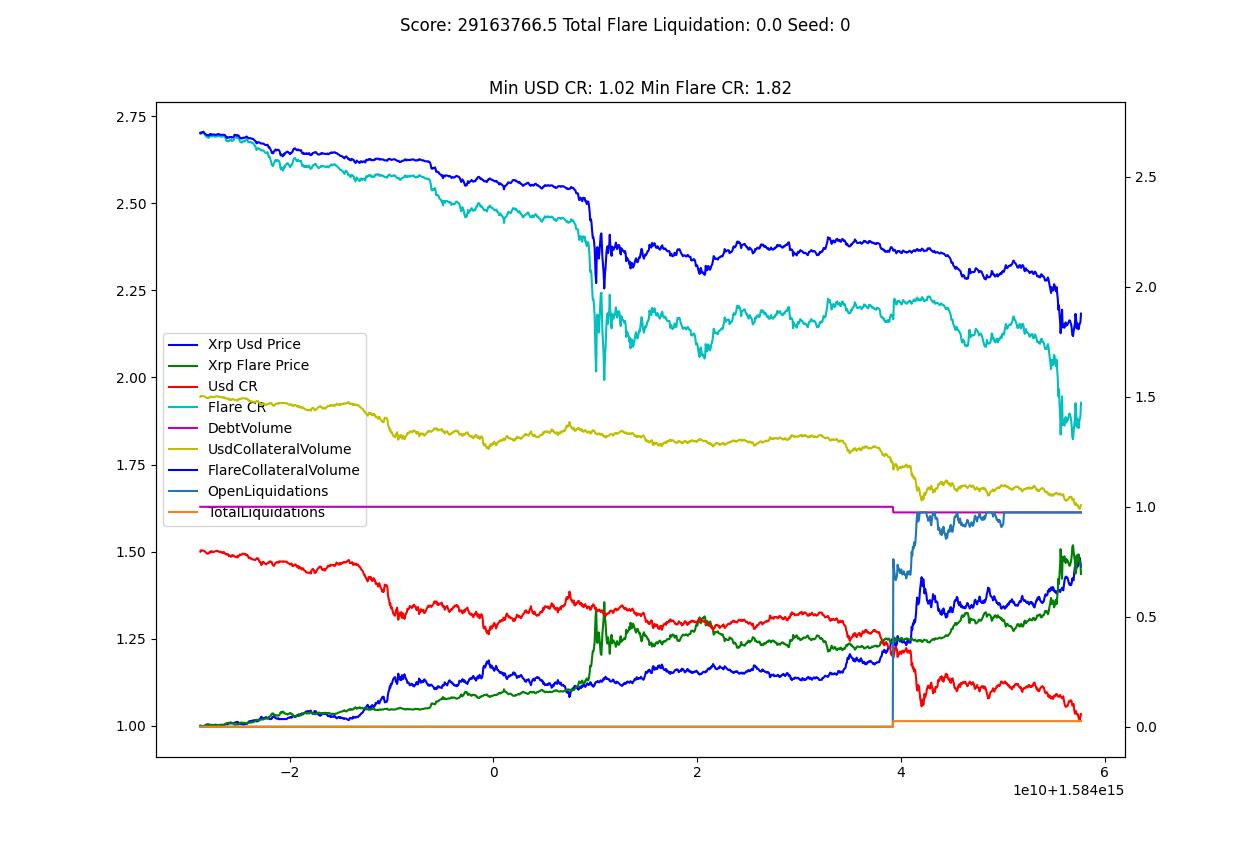 Score: 29163766.5 Total Flare Liquidation: 0.0 Seed: 0
Min USD CR: 1.02 Min Flare CR: 1.82
2.75
2.50
2.25
2.00
1.75
1.50
1.25
1.00
2.5
2.0
1.5
1.0
0.5
0.0
Xrp Usd Price
Xrp Flare Price
Usd CR
Flare CR
DebtVolume
UsdCollateralVolume
FlareCollateralVolume
OpenLiquidations
TotalLiquidations
−2 0 2 4 6
1e10+1.584e15